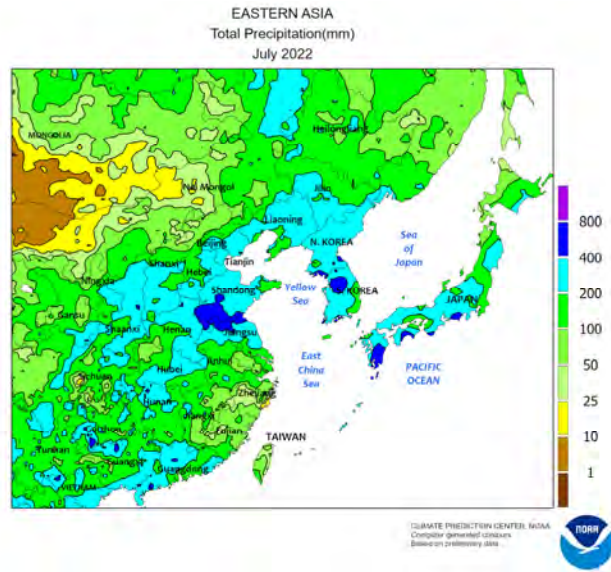 EASTERN ASIA
Total Precipitation(mm)
July 2022
MONGOLIA
Heilongjiang
Nei Mongol
Jilin
Liaoning
Beijing
N. KOREA
Sea
of
Japan
Tianjin
Shanxi
Hebei
Ningxia
Shandong
Yellow
Sea
S. KOREA
JAPAN
Gansu
Shaanxi
Henan
Jiangsu
Anhui
East
China
Sea
PACIFIC
OCEAN
Sichuan
Hubei
Zhejiang
Hunan
Jiangxi
Guizhou
Fujian
TAIWAN
Yunnan
Guangxi
Guangdong
VIETNAM
800
400
200
100
50
25
10
1
CLIMATE PREDICTION CENTER, NOAA
Computer generated contours
Based on preliminary data
NOAA